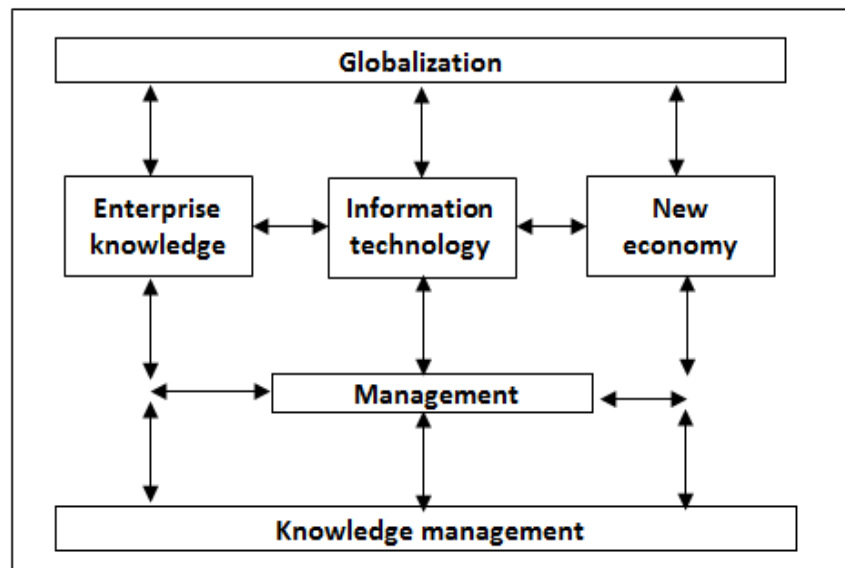 Globalization
Enterprise
knowledge
Information
technology
New
economy
Management
Knowledge management